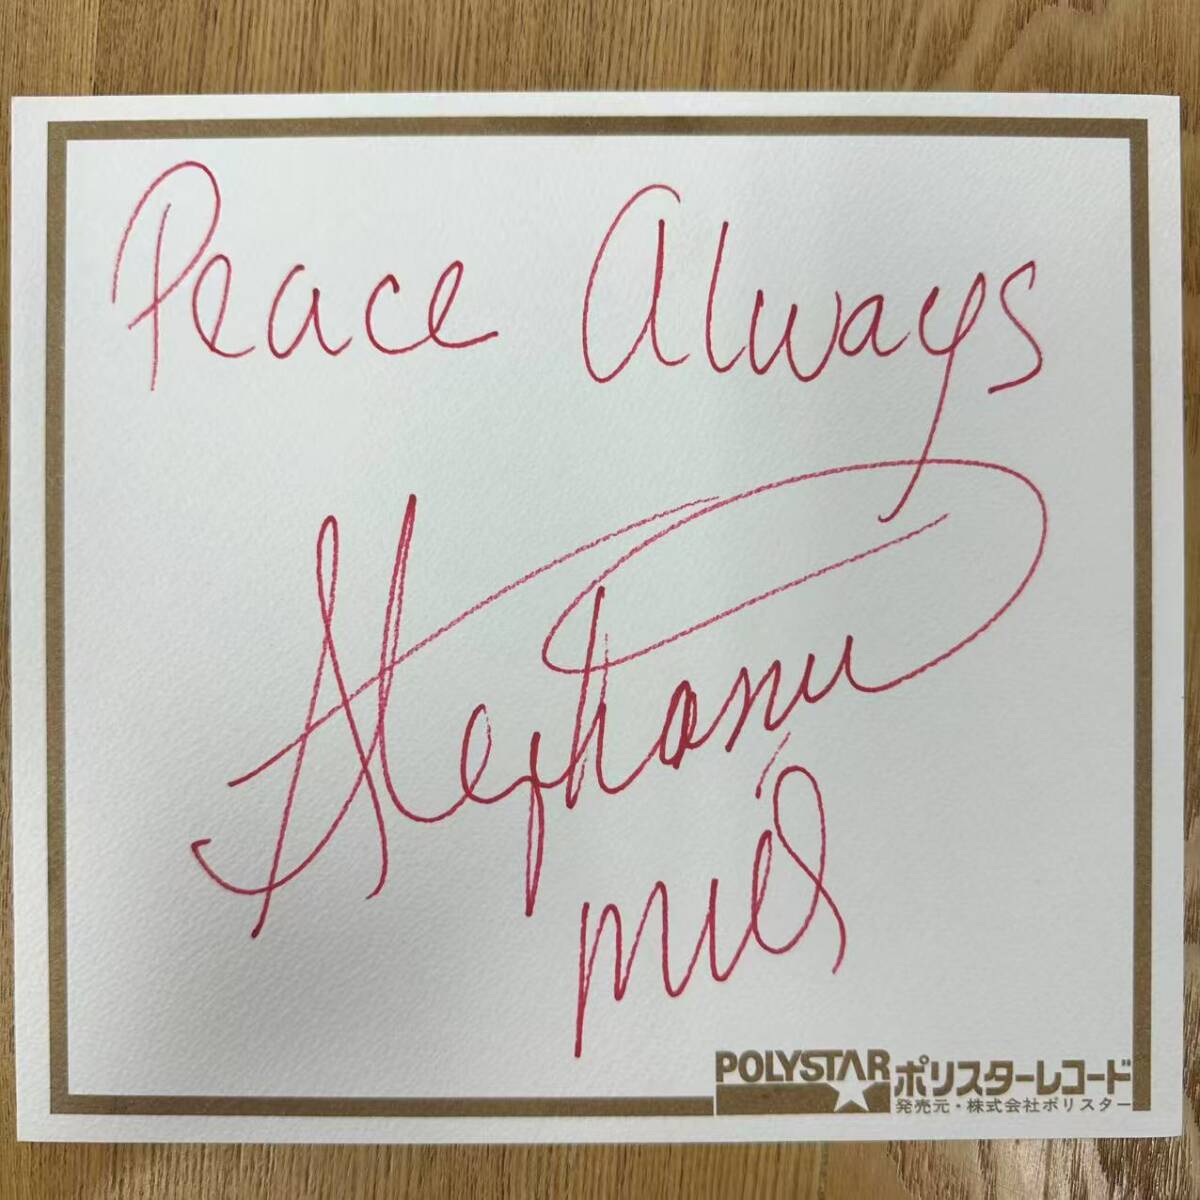 Peace Always
Stephanie
Mills
POLYSTAR ポリスターレコード
発売元・株式会社ポリスター